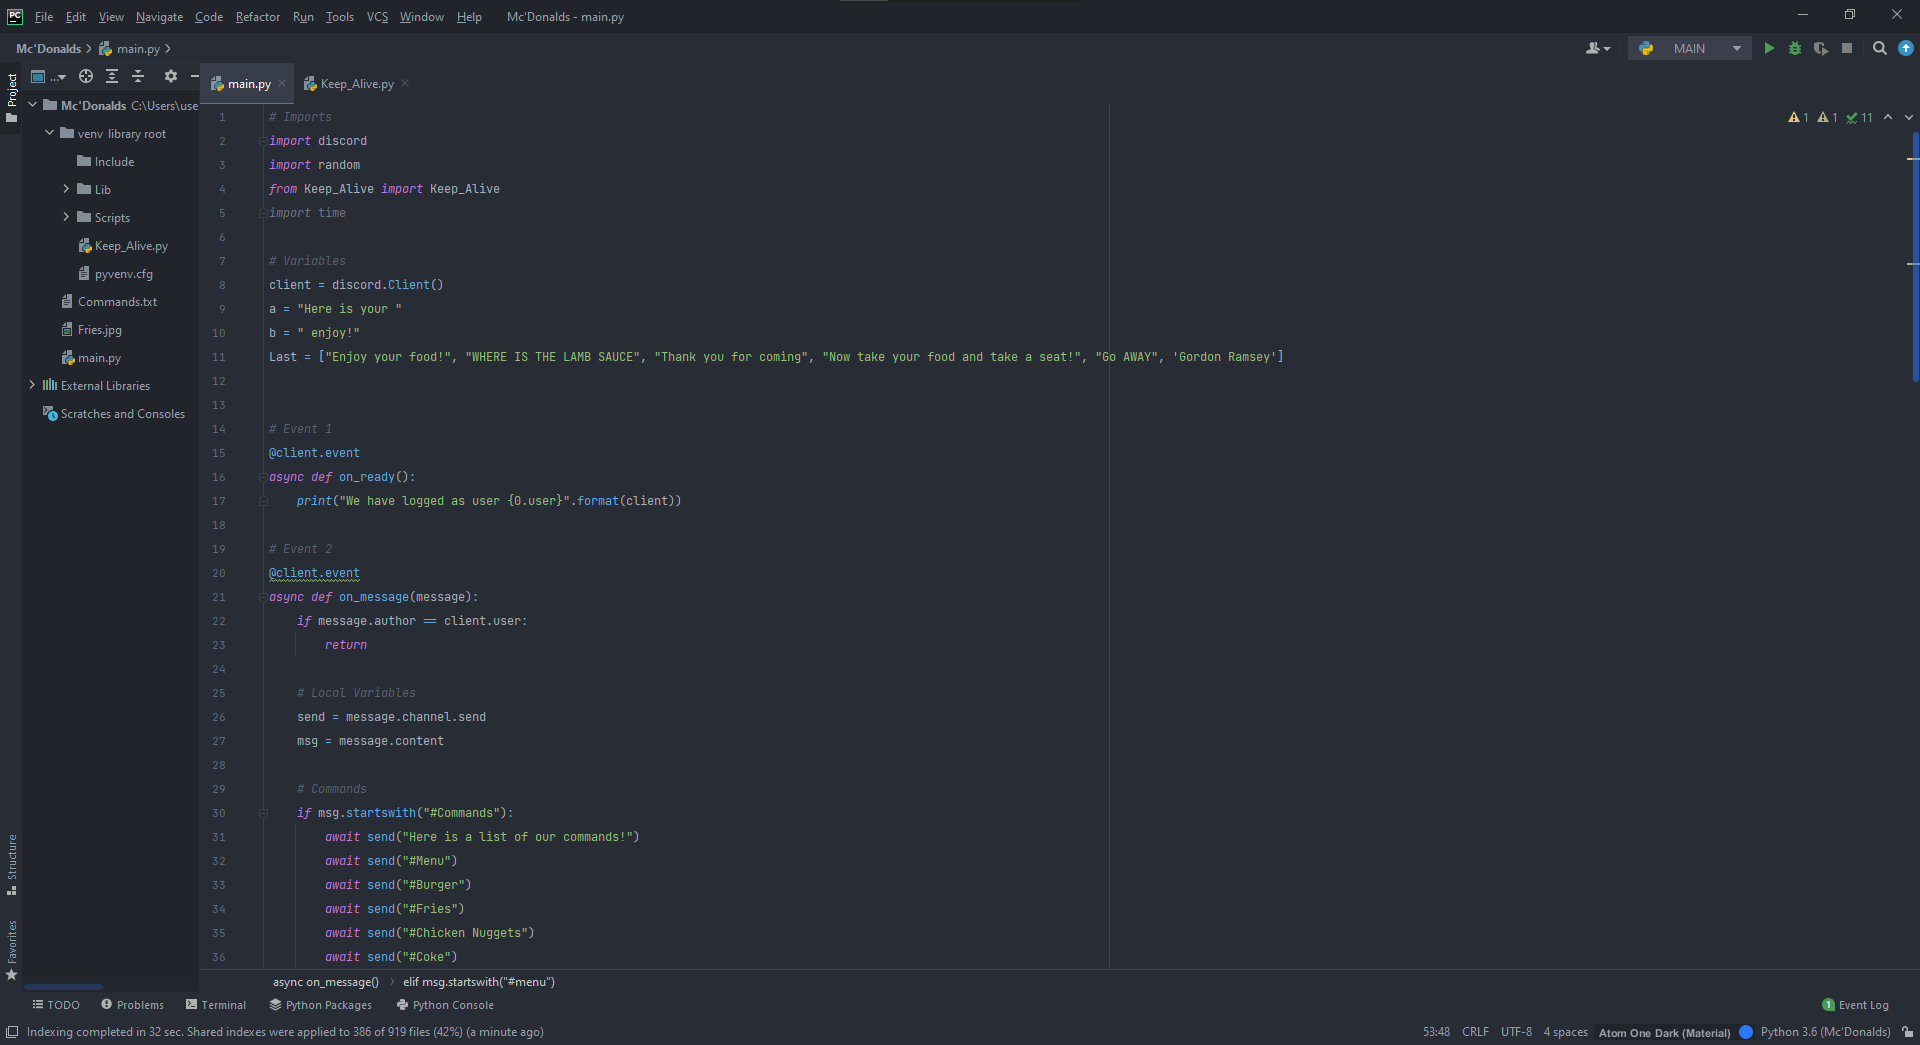 PC File Edit View Navigate Code Refactor Run Tools VCS Window Help Mc'Donalds - main.py
Mc'Donalds main.py MAIN
Project ...
main.py Keep_Alive.py
Mc'Donalds C:\Users\use
venv library root
Include
Lib
Scripts
Keep_Alive.py
pyvenv.cfg
Commands.txt
Fries.jpg
main.py
External Libraries
Scratches and Consoles
Structure
Favorites
1 1 11
1 # Imports
2 import discord
3 import random
4 from Keep_Alive import Keep_Alive
5 import time
6
7 # Variables
8 client = discord.Client()
9 a = "Here is your "
10 b = " enjoy!"
11 Last = ["Enjoy your food!", "WHERE IS THE LAMB SAUCE", "Thank you for coming", "Now take your food and take a seat!", "Go AWAY", 'Gordon Ramsey']
12
13
14 # Event 1
15 @client.event
16 async def on_ready():
17 print("We have logged as user {0.user}".format(client))
18
19 # Event 2
20 @client.event
21 async def on_message(message):
22 if message.author == client.user:
23 return
24
25 # Local Variables
26 send = message.channel.send
27 msg = message.content
28
29 # Commands
30 if msg.startswith("#Commands"):
31 await send("Here is a list of our commands!")
32 await send("#Menu")
33 await send("#Burger")
34 await send("#Fries")
35 await send("#Chicken Nuggets")
36 await send("#Coke")
async on_message() elif msg.startswith("#menu")
TODO Problems Terminal Python Packages Python Console 1 Event Log
Indexing completed in 32 sec. Shared indexes were applied to 386 of 919 files (42%) (a minute ago) 53:48 CRLF UTF-8 4 spaces Atom One Dark (Material) Python 3.6 (Mc'Donalds)